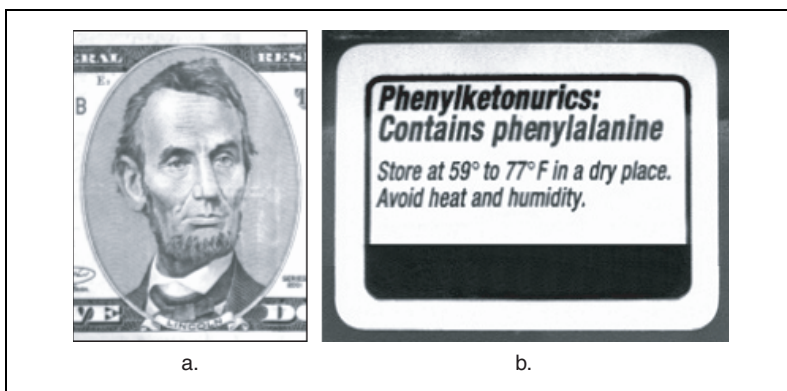 ERAL RES
E.
B
LINCOLN
VE DO
Phenylketonurics:
Contains phenylalanine
Store at 59° to 77°F in a dry place.
Avoid heat and humidity.
a. b.